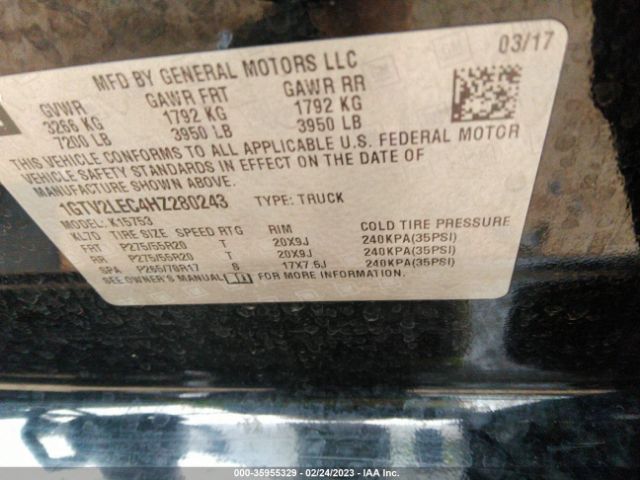 03/17
MFD BY GENERAL MOTORS LLC
GVWR GAWR FRT GAWR RR
3266 KG 1792 KG 1792 KG
7200 LB 3950 LB 3950 LB
THIS VEHICLE CONFORMS TO ALL APPLICABLE U.S. FEDERAL MOTOR
VEHICLE SAFETY STANDARDS IN EFFECT ON THE DATE OF
MANUFACTURE SHOWN ABOVE.
1GTV2LEC4HZ280243 TYPE: TRUCK
MODEL: K15753
KLTO TIRE SIZE SPEED RTG RIM COLD TIRE PRESSURE
FRT P275/55R20 T 20X9J 240KPA(35PSI)
RR P275/55R20 T 20X9J 240KPA(35PSI)
SPA P265/70R17 S 17X7.5J 240KPA(35PSI)
SEE OWNER'S MANUAL FOR MORE INFORMATION.
000-35955329 - 02/24/2023 - IAA Inc.